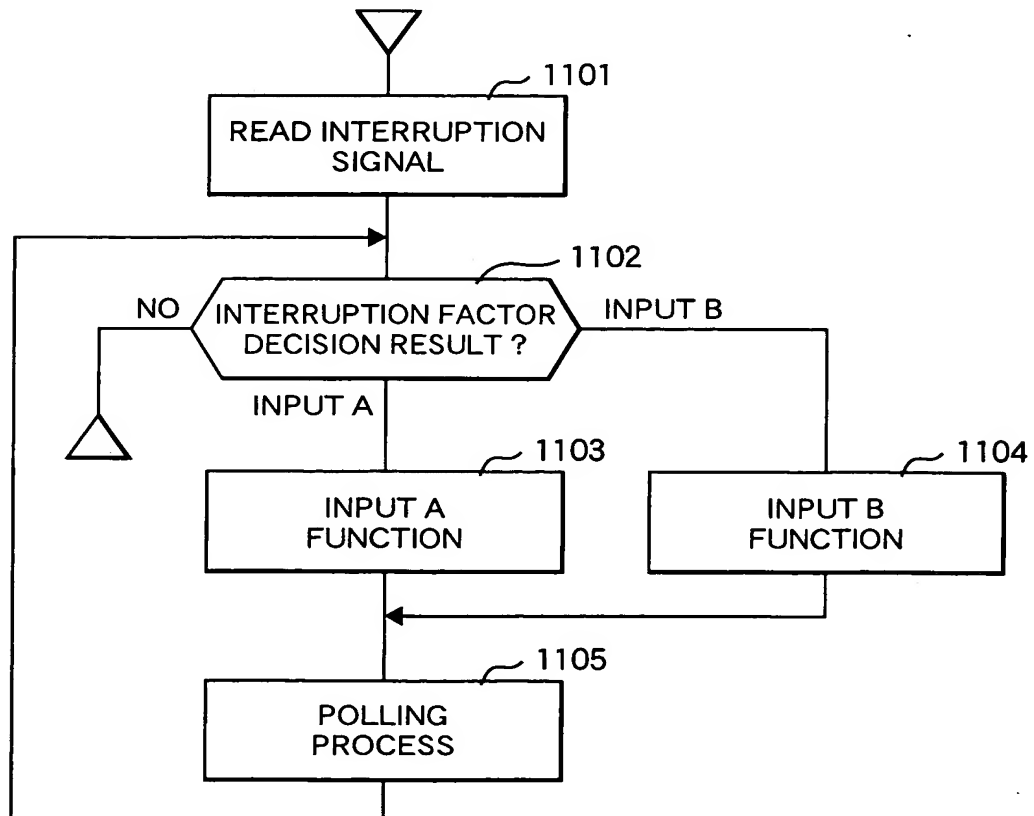 1101
READ INTERRUPTION
SIGNAL
1102
NO
INTERRUPTION FACTOR
DECISION RESULT ?
INPUT B
INPUT A
1103
INPUT A
FUNCTION
1104
INPUT B
FUNCTION
1105
POLLING
PROCESS